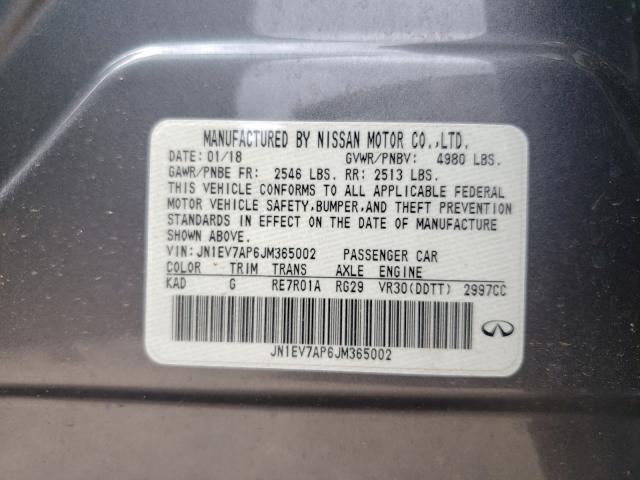 MANUFACTURED BY NISSAN MOTOR CO.,LTD.
DATE: 01/18 GVWR/PNBV: 4980 LBS.
GAWR/PNBE FR: 2546 LBS. RR: 2513 LBS.
THIS VEHICLE CONFORMS TO ALL APPLICABLE FEDERAL
MOTOR VEHICLE SAFETY,BUMPER,AND THEFT PREVENTION
STANDARDS IN EFFECT ON THE DATE OF MANUFACTURE
SHOWN ABOVE.
VIN: JN1EV7AP6JM365002 PASSENGER CAR
COLOR TRIM TRANS AXLE ENGINE
KAD G RE7R01A RG29 VR30(DDTT) 2997CC
JN1EV7AP6JM365002